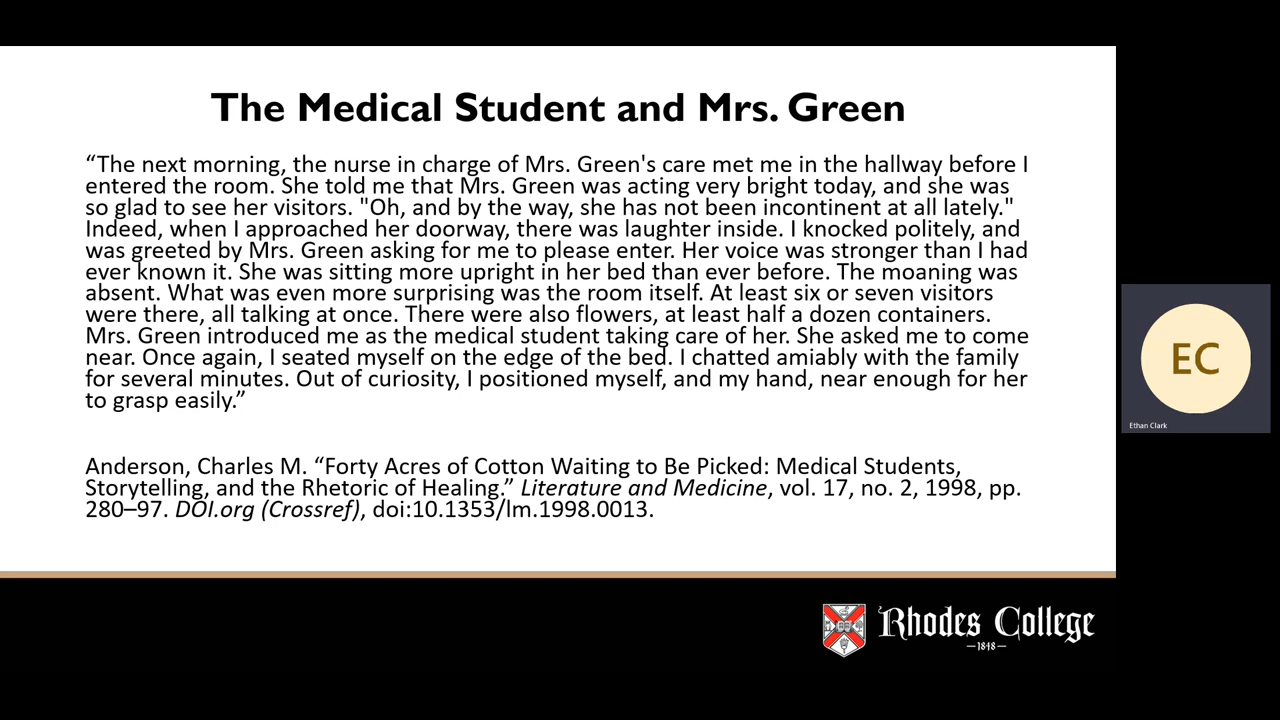 The Medical Student and Mrs. Green
“The next morning, the nurse in charge of Mrs. Green's care met me in the hallway before I
entered the room. She told me that Mrs. Green was acting very bright today, and she was
so glad to see her visitors. "Oh, and by the way, she has not been incontinent at all lately."
Indeed, when I approached her doorway, there was laughter inside. I knocked politely, and
was greeted by Mrs. Green asking for me to please enter. Her voice was stronger than I had
ever known it. She was sitting more upright in her bed than ever before. The moaning was
absent. What was even more surprising was the room itself. At least six or seven visitors
were there, all talking at once. There were also flowers, at least half a dozen containers.
Mrs. Green introduced me as the medical student taking care of her. She asked me to come
near. Once again, I seated myself on the edge of the bed. I chatted amiably with the family
for several minutes. Out of curiosity, I positioned myself, and my hand, near enough for her
to grasp easily.”
Anderson, Charles M. “Forty Acres of Cotton Waiting to Be Picked: Medical Students,
Storytelling, and the Rhetoric of Healing.” Literature and Medicine, vol. 17, no. 2, 1998, pp.
280–97. DOI.org (Crossref), doi:10.1353/lm.1998.0013.
EC
Ethan Clark
Rhodes College
—1848—